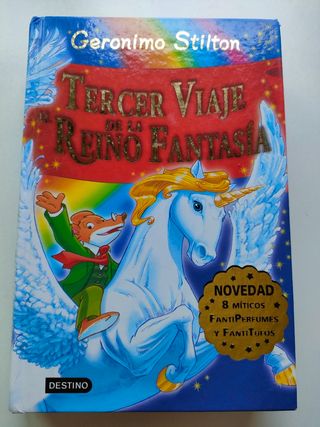 Geronimo Stilton
TERCER VIAJE
AL
DE LA
REINO FANTASÍA
NOVEDAD
8 MÍTICOS
FANTIPERFUMES
Y FANTITUFOS
DESTINO